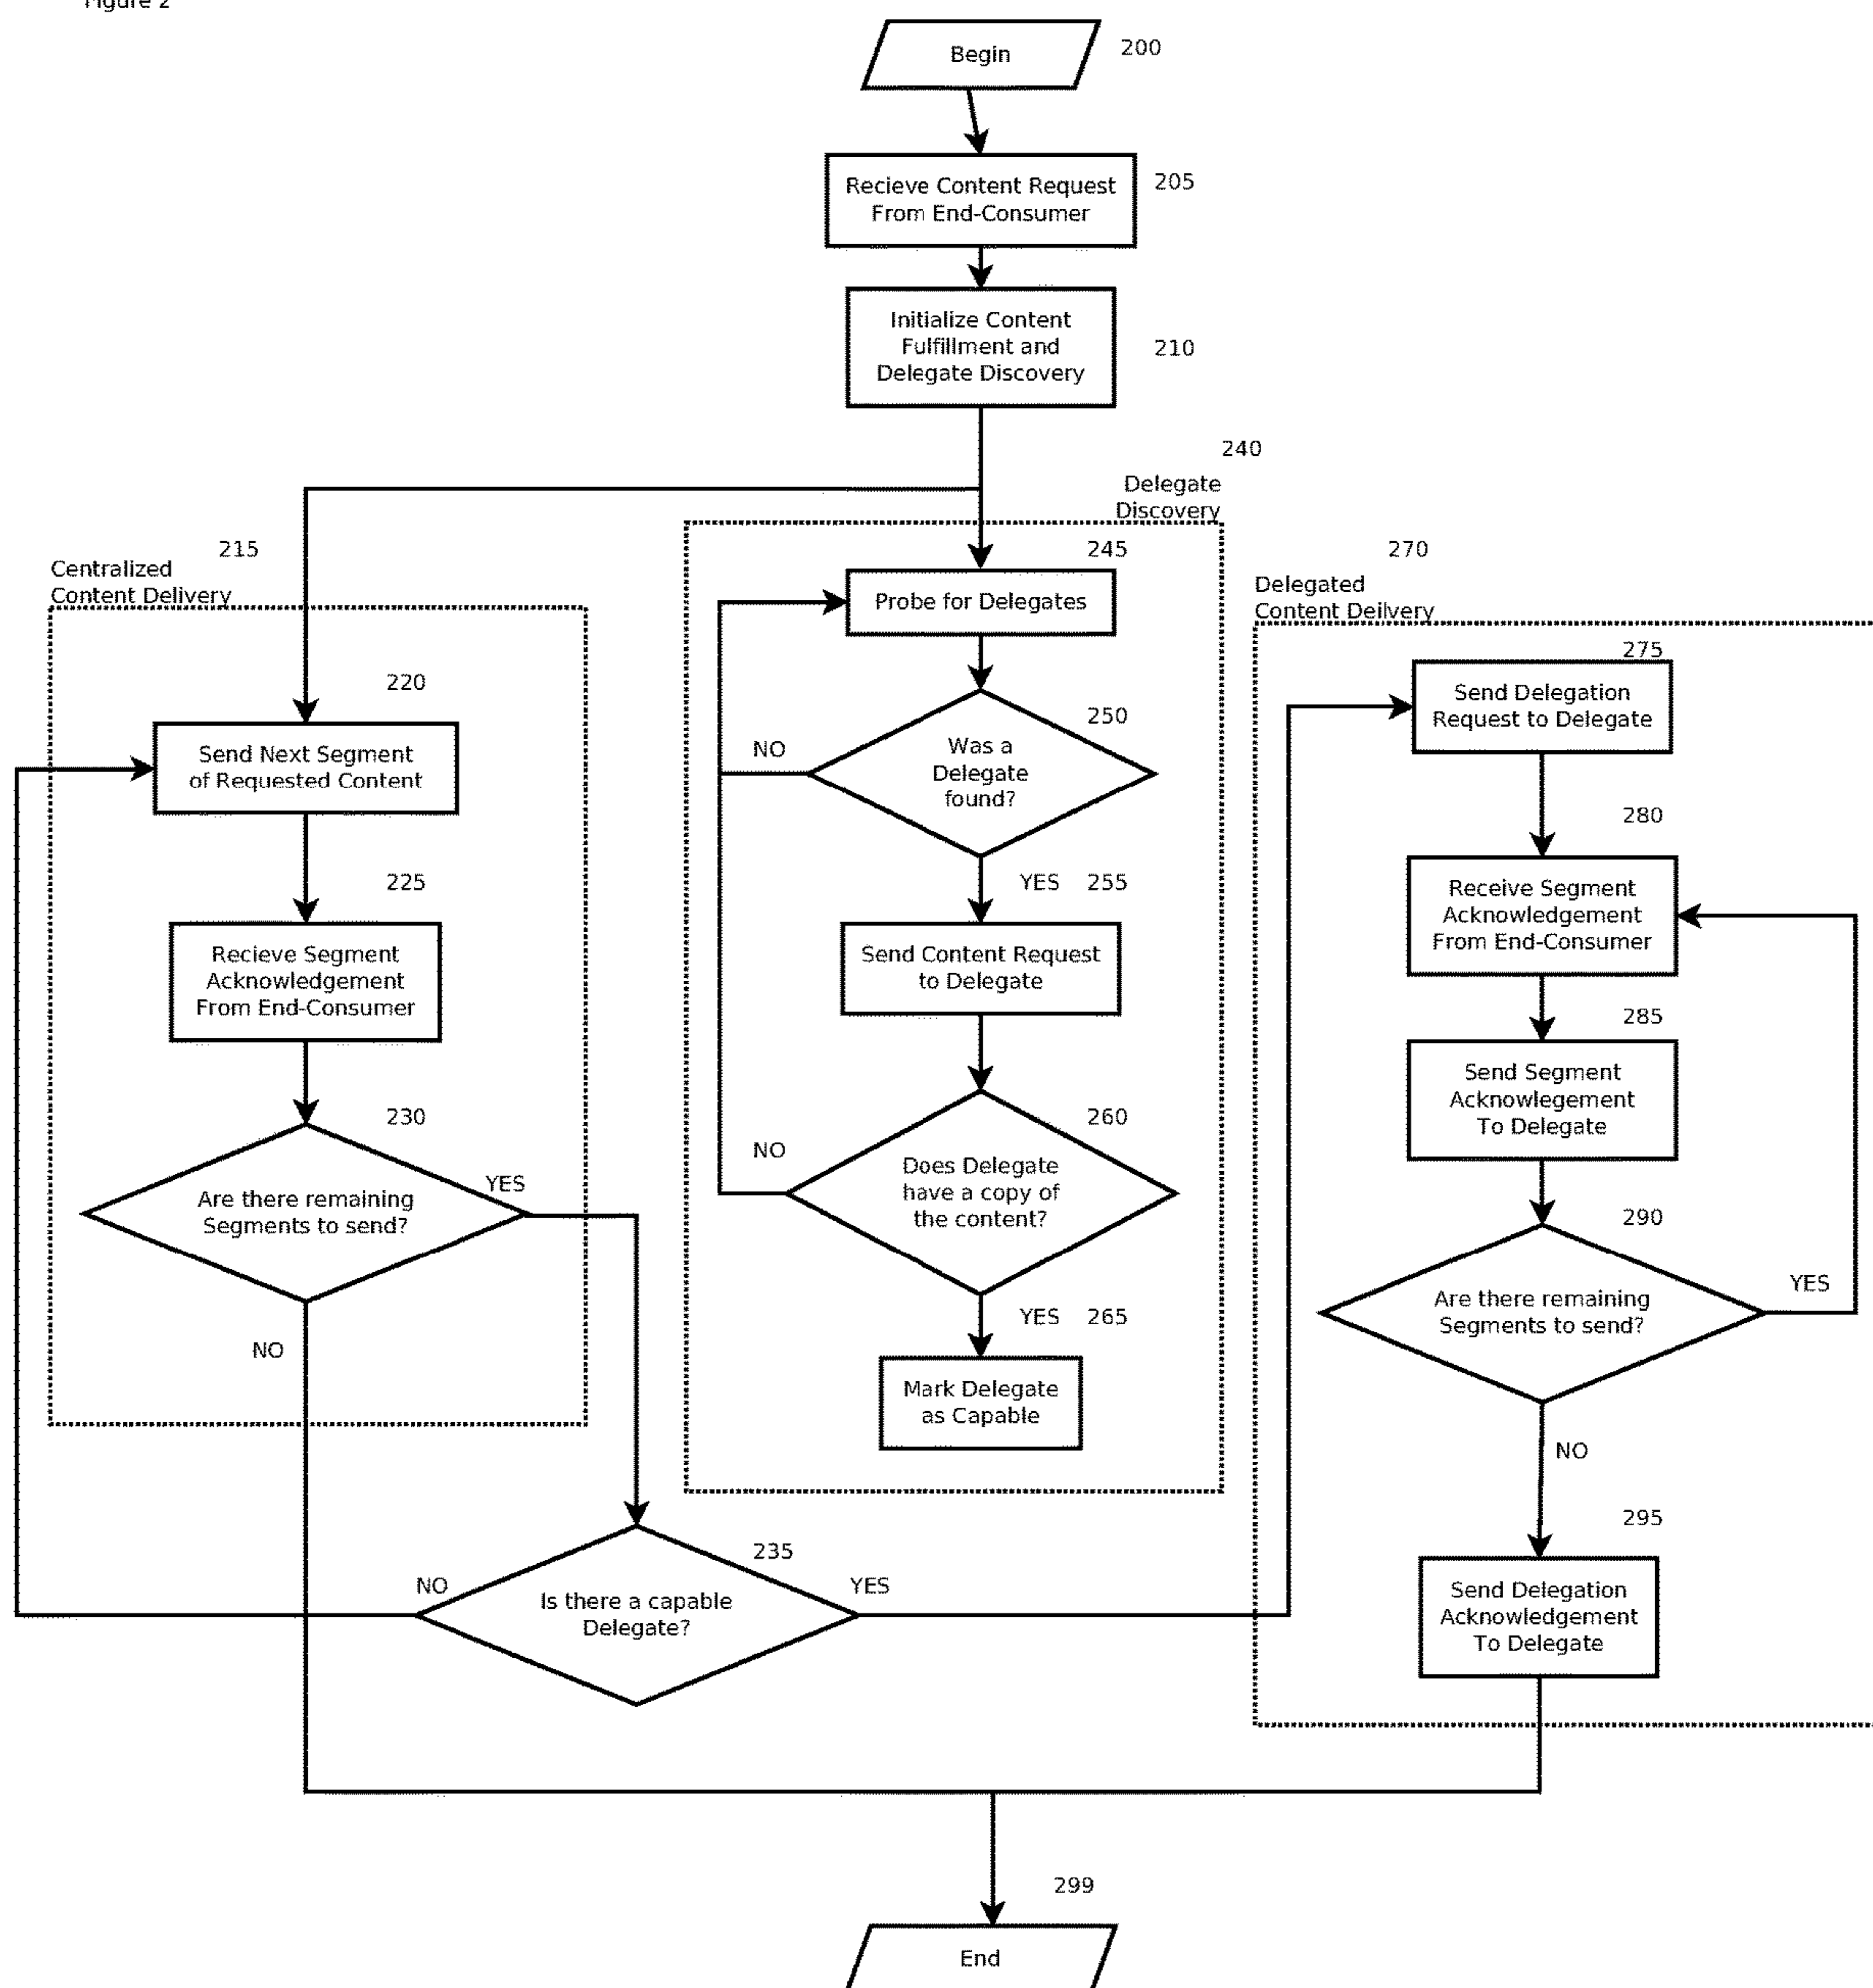 Figure 2
Begin
200
Recieve Content Request
From End-Consumer
205
Initialize Content
Fulfillment and
Delegate Discovery
210
240
Delegate
Discovery
215
Centralized
Content Delivery
220
Send Next Segment
of Requested Content
225
Recieve Segment
Acknowledgement
From End-Consumer
230
Are there remaining
Segments to send?
YES
NO
245
Probe for Delegates
250
Was a
Delegate
found?
NO
YES
255
Send Content Request
to Delegate
260
Does Delegate
have a copy of
the content?
NO
YES
265
Mark Delegate
as Capable
235
Is there a capable
Delegate?
NO
YES
270
Delegated
Content Deilvery
275
Send Delegation
Request to Delegate
280
Receive Segment
Acknowledgement
From End-Consumer
285
Send Segment
Acknowlegement
To Delegate
290
Are there remaining
Segments to send?
YES
NO
295
Send Delegation
Acknowledgement
To Delegate
299
End